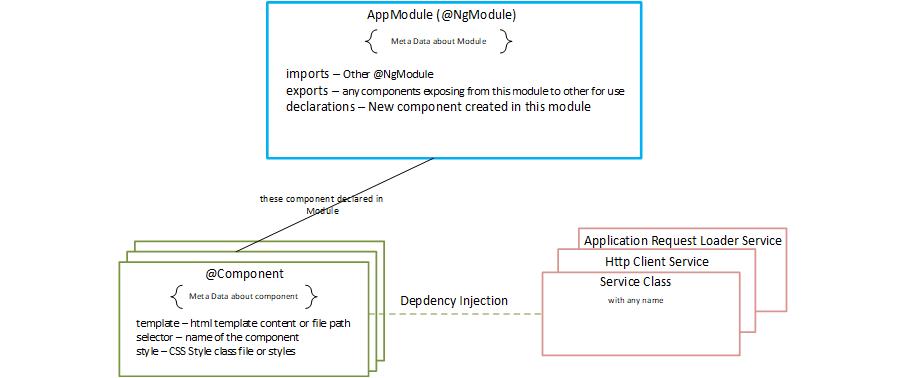 AppModule (@NgModule)
{ Meta Data about Module }
imports – Other @NgModule
exports – any components exposing from this module to other for use
declarations – New component created in this module
these component declared in
Module
Application Request Loader Service
Http Client Service
Service Class
with any name
@Component
{ Meta Data about component }
template – html template content or file path
selector – name of the component
style – CSS Style class file or styles
Depdency Injection